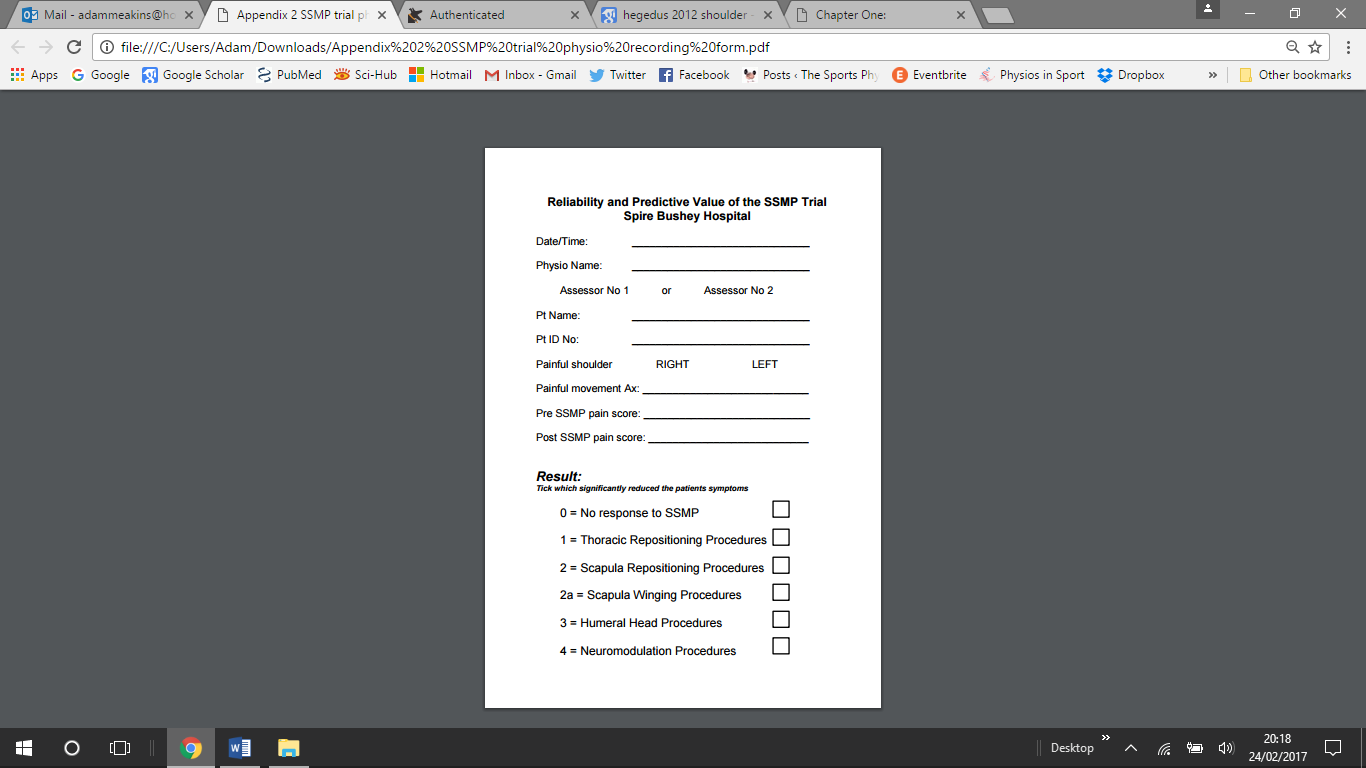 Mail - adammeakins@ho
Appendix 2 SSMP trial ph
Authenticated
hegedus 2012 shoulder -
Chapter One:
file:///C:/Users/Adam/Downloads/Appendix%202%20SSMP%20trial%20physio%20recording%20form.pdf
Apps
Google
Google Scholar
PubMed
Sci-Hub
Hotmail
Inbox - Gmail
Twitter
Facebook
Posts ‹ The Sports Phy
Eventbrite
Physios in Sport
Dropbox
»
Other bookmarks
Reliability and Predictive Value of the SSMP Trial
Spire Bushey Hospital
Date/Time:
Physio Name:
Assessor No 1 or Assessor No 2
Pt Name:
Pt ID No:
Painful shoulder RIGHT LEFT
Painful movement Ax:
Pre SSMP pain score:
Post SSMP pain score:
Result:
Tick which significantly reduced the patients symptoms
0 = No response to SSMP
1 = Thoracic Repositioning Procedures
2 = Scapula Repositioning Procedures
2a = Scapula Winging Procedures
3 = Humeral Head Procedures
4 = Neuromodulation Procedures
Desktop »
20:18
24/02/2017